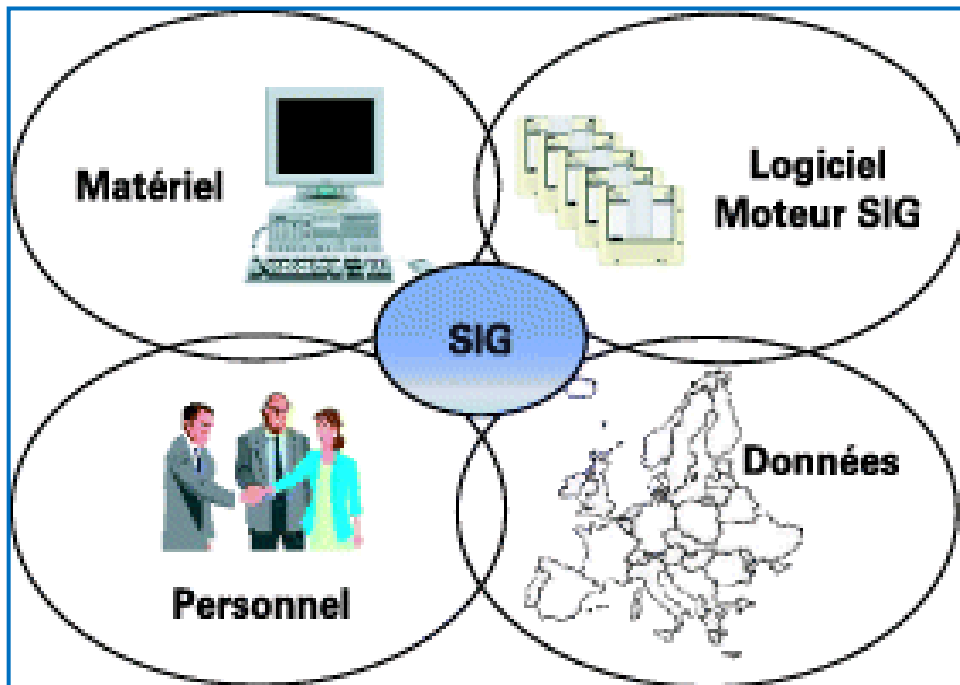 Matériel
Logiciel
Moteur SIG
SIG
Personnel
Données